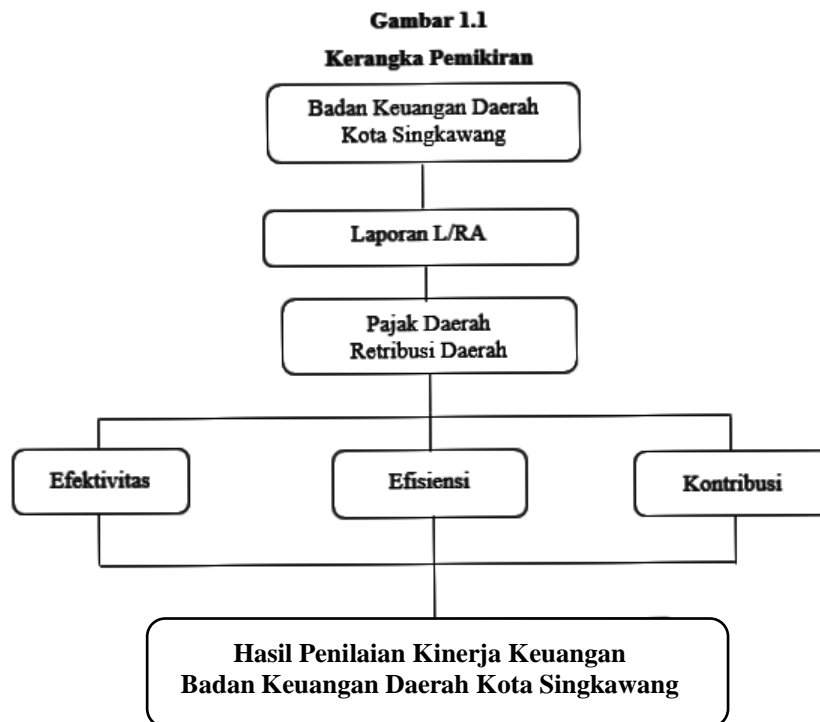 Gambar 1.1
Kerangka Pemikiran
Badan Keuangan Daerah
Kota Singkawang
Laporan L/RA
Pajak Daerah
Retribusi Daerah
Efektivitas
Efisiensi
Kontribusi
Hasil Penilaian Kinerja Keuangan
Badan Keuangan Daerah Kota Singkawang